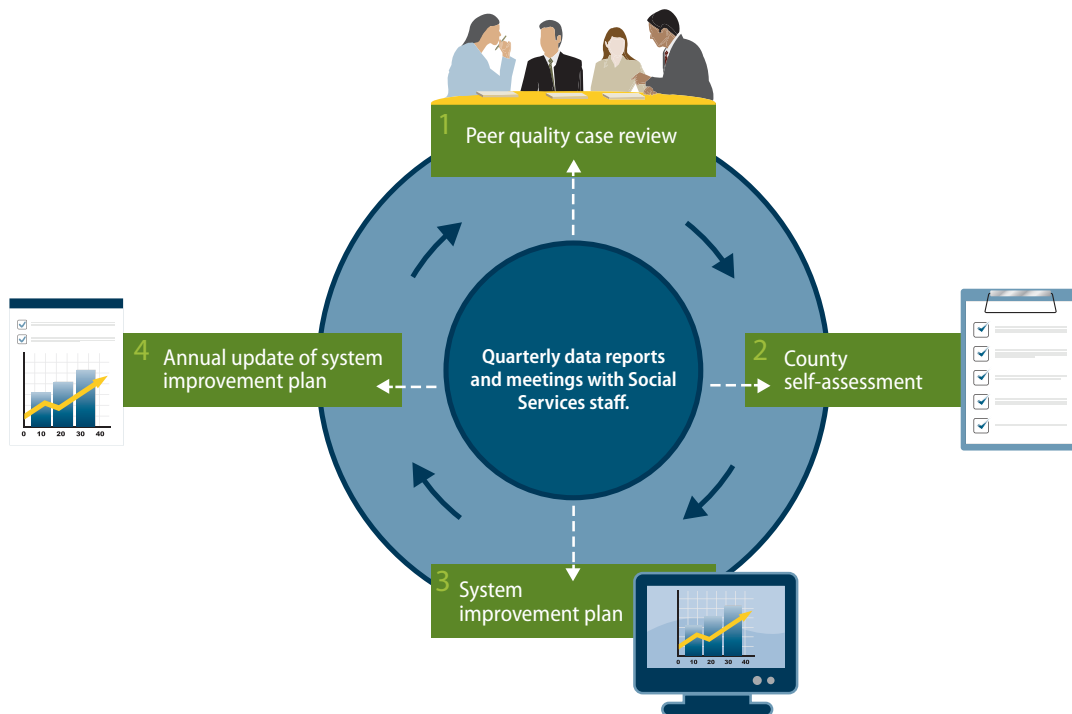 1 Peer quality case review
2 County
self-assessment
3 System
improvement plan
4 Annual update of system
improvement plan
Quarterly data reports
and meetings with Social
Services staff.
0 10 20 30 40
0 10 20 30 40